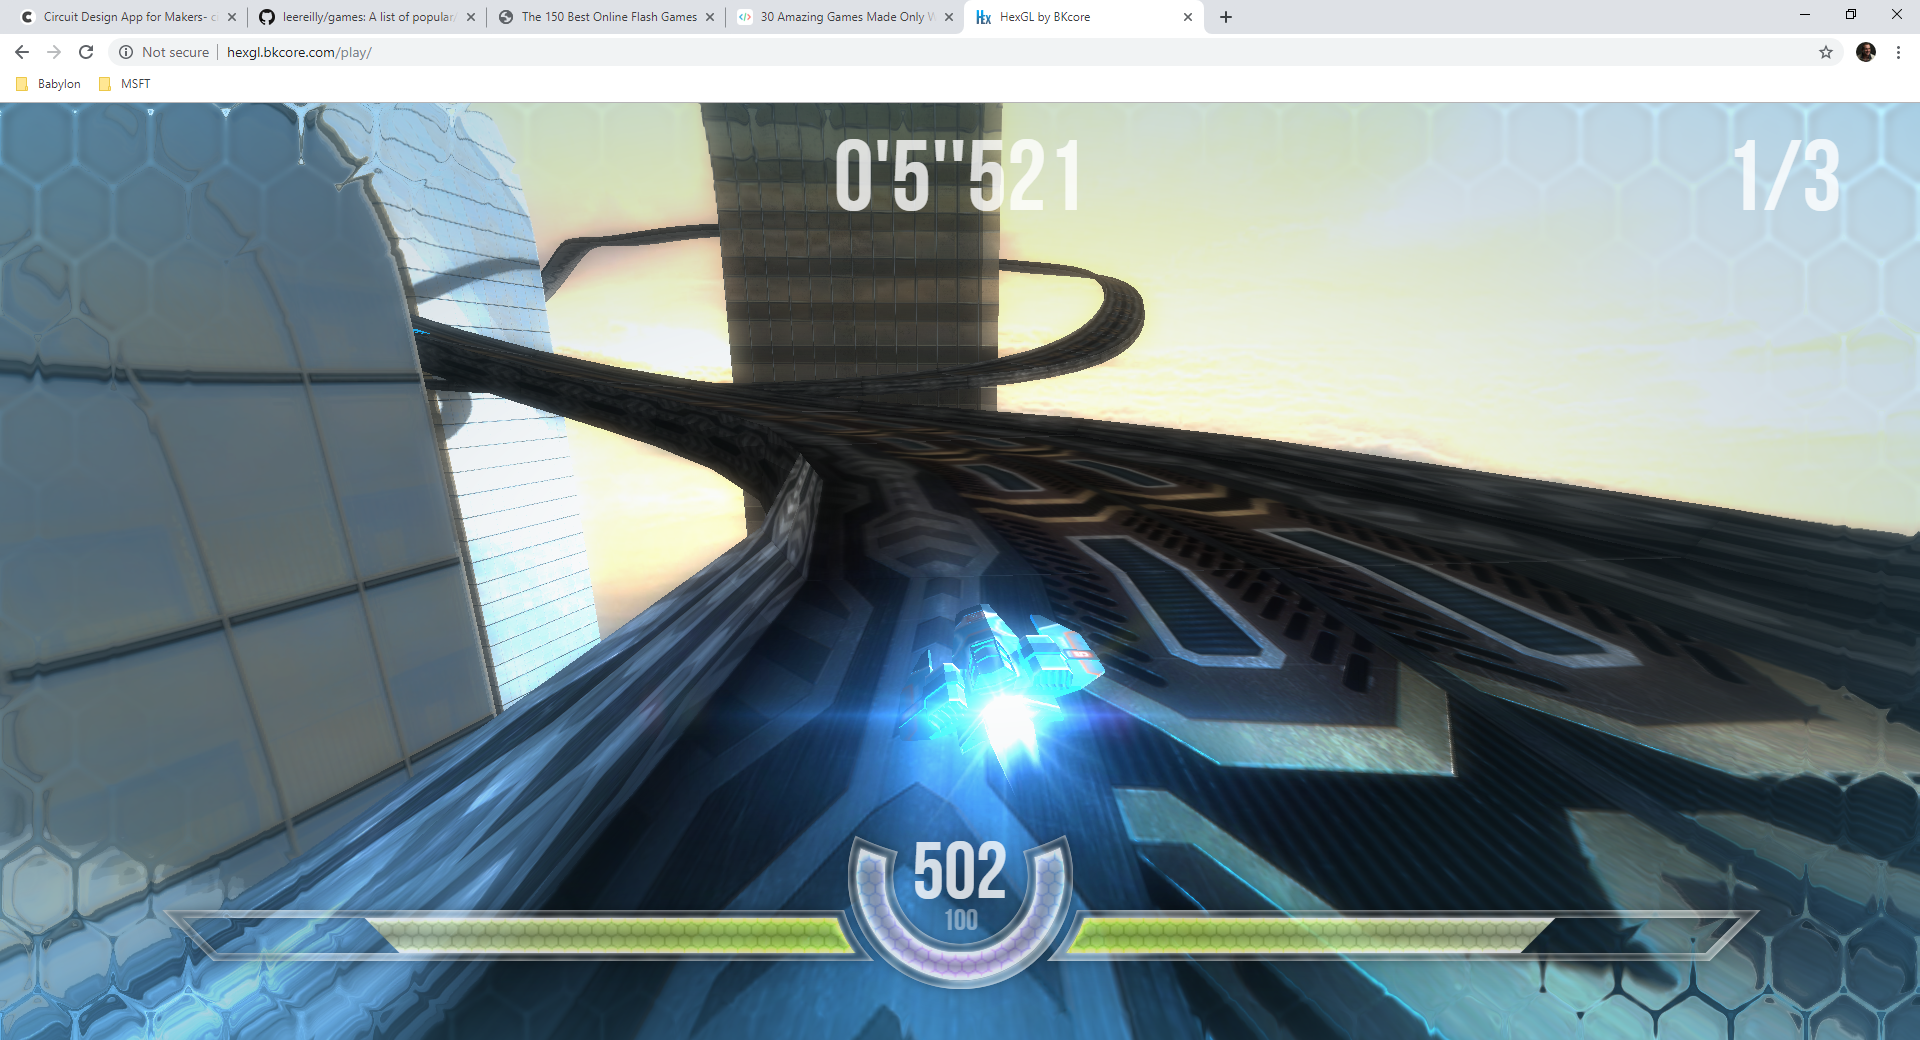 Circuit Design App for Makers- c
leereilly/games: A list of popular
The 150 Best Online Flash Games
30 Amazing Games Made Only W
HEX HexGL by BKcore
Not secure hexgl.bkcore.com/play/
Babylon MSFT
0'5''521 1/3
502
100